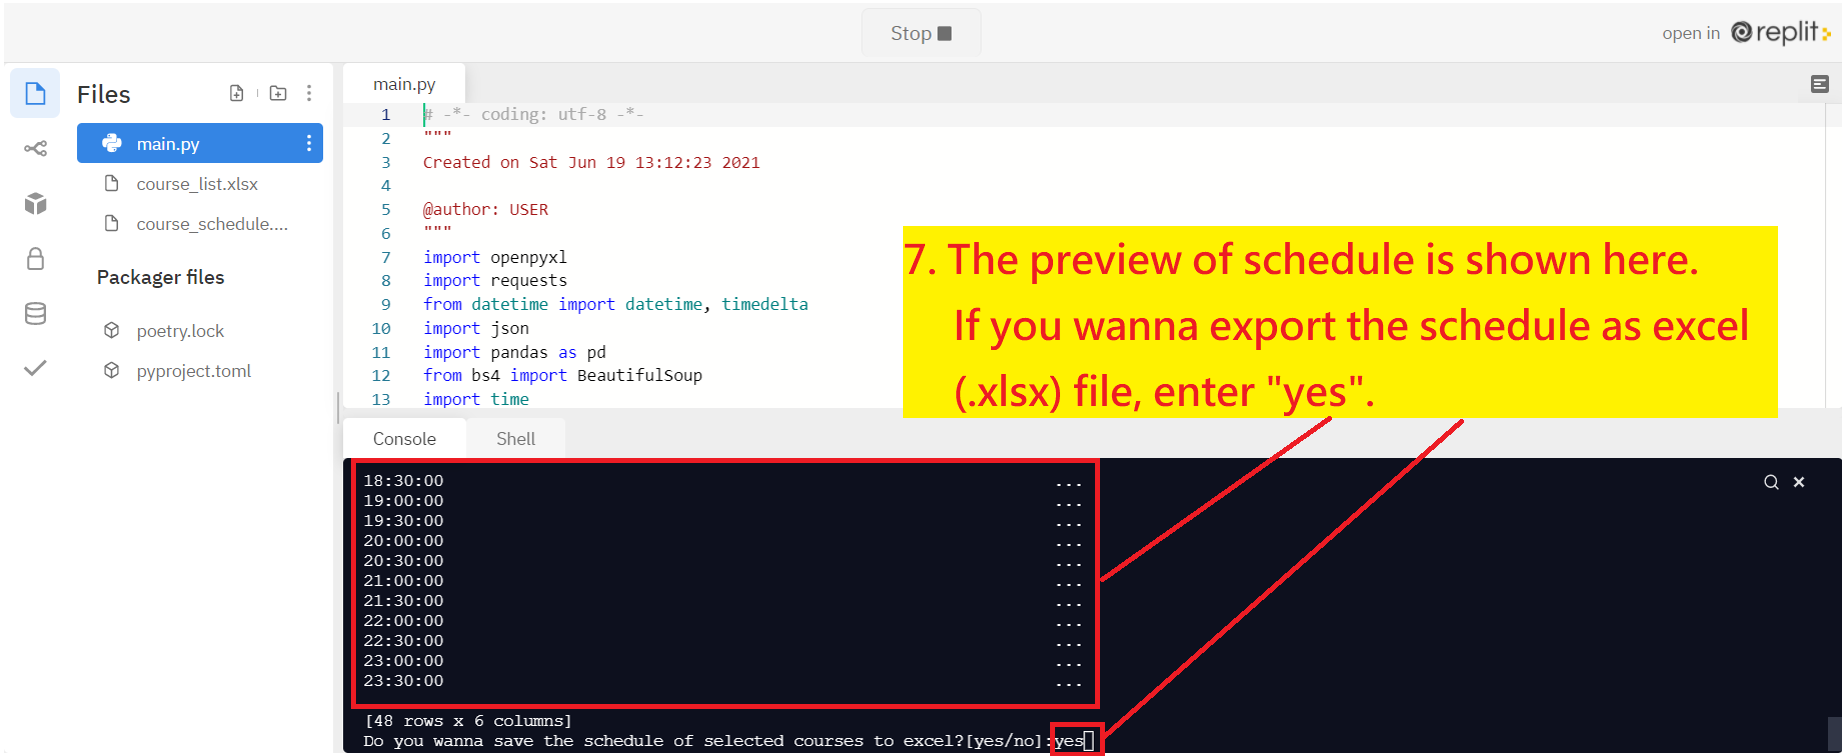 Stop
open in replit
Files
main.py
course_list.xlsx
course_schedule....
Packager files
poetry.lock
pyproject.toml
main.py
1 # -*- coding: utf-8 -*-
2 """
3 Created on Sat Jun 19 13:12:23 2021
4
5 @author: USER
6 """
7 import openpyxl
8 import requests
9 from datetime import datetime, timedelta
10 import json
11 import pandas as pd
12 from bs4 import BeautifulSoup
13 import time
7. The preview of schedule is shown here.
If you wanna export the schedule as excel
(.xlsx) file, enter "yes".
Console Shell
18:30:00 ...
19:00:00 ...
19:30:00 ...
20:00:00 ...
20:30:00 ...
21:00:00 ...
21:30:00 ...
22:00:00 ...
22:30:00 ...
23:00:00 ...
23:30:00 ...
[48 rows x 6 columns]
Do you wanna save the schedule of selected courses to excel?[yes/no]:yes